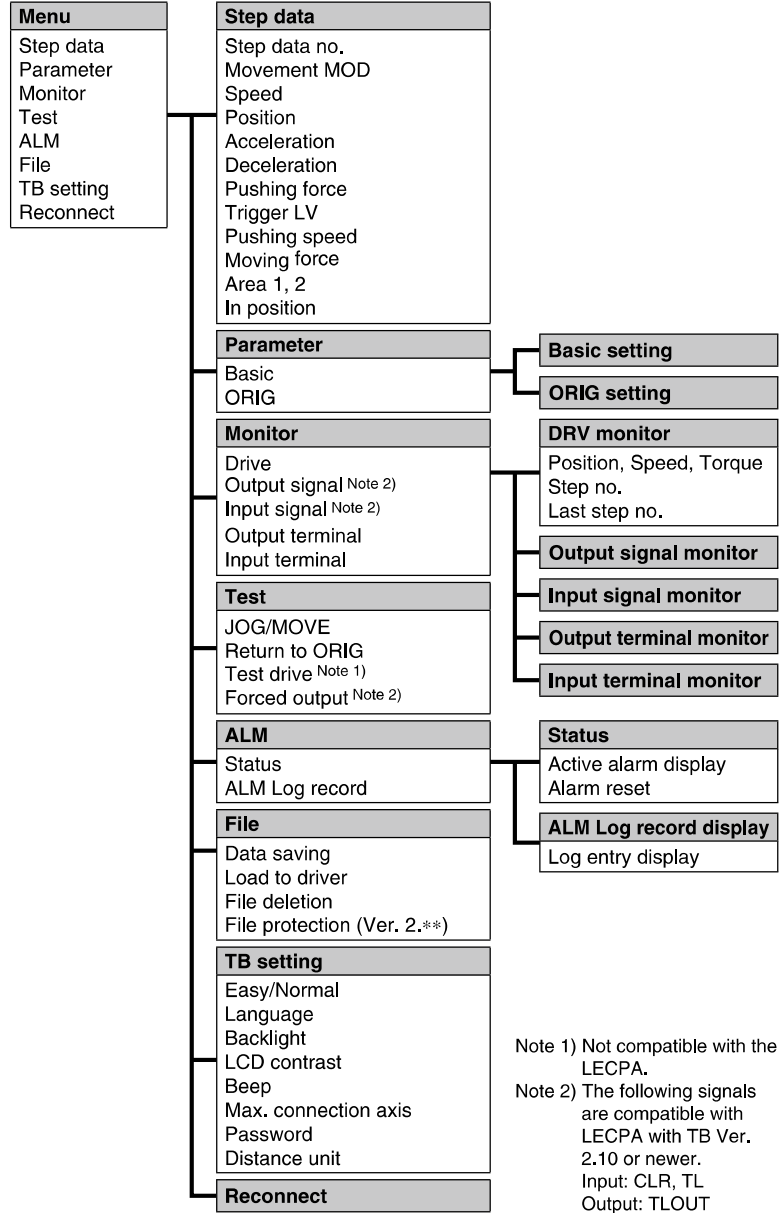 Menu
Step data
Parameter
Monitor
Test
ALM
File
TB setting
Reconnect
Step data
Step data no.
Movement MOD
Speed
Position
Acceleration
Deceleration
Pushing force
Trigger LV
Pushing speed
Moving force
Area 1, 2
In position
Parameter
Basic
ORIG
Basic setting
ORIG setting
Monitor
Drive
Output signal Note 2)
Input signal Note 2)
Output terminal
Input terminal
DRV monitor
Position, Speed, Torque
Step no.
Last step no.
Output signal monitor
Input signal monitor
Output terminal monitor
Input terminal monitor
Test
JOG/MOVE
Return to ORIG
Test drive Note 1)
Forced output Note 2)
ALM
Status
ALM Log record
Status
Active alarm display
Alarm reset
ALM Log record display
Log entry display
File
Data saving
Load to driver
File deletion
File protection (Ver. 2.**)
TB setting
Easy/Normal
Language
Backlight
LCD contrast
Beep
Max. connection axis
Password
Distance unit
Reconnect
Note 1) Not compatible with the
LECPA.
Note 2) The following signals
are compatible with
LECPA with TB Ver.
2.10 or newer.
Input: CLR, TL
Output: TLOUT